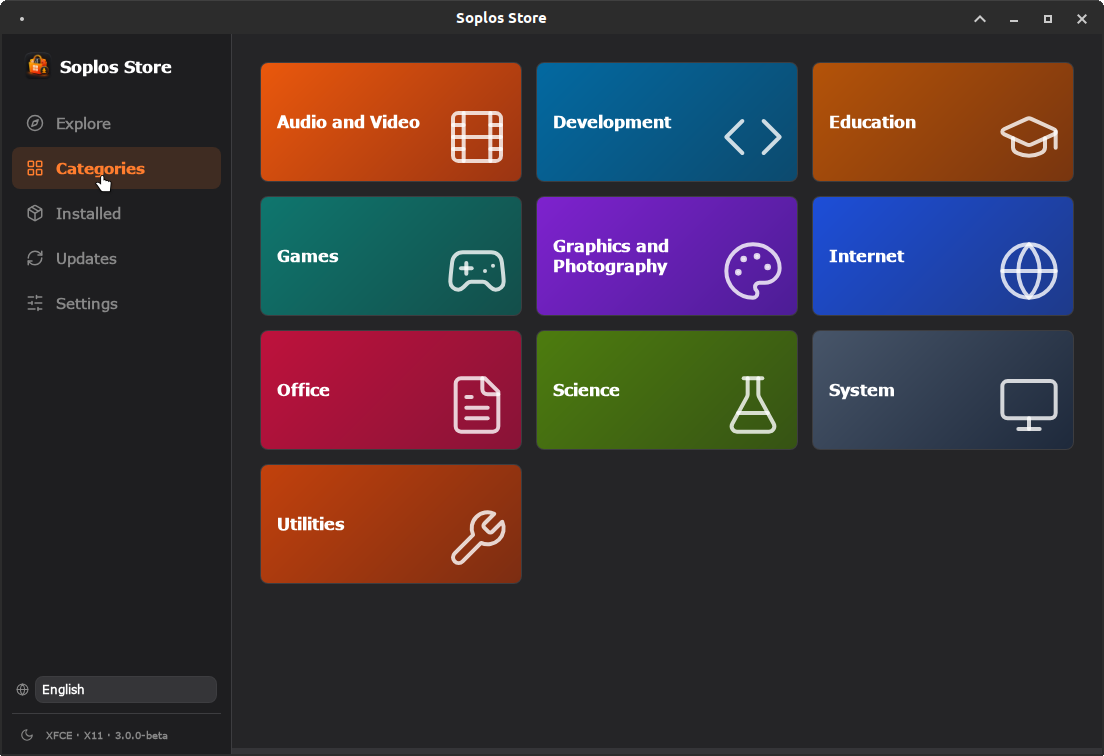 Soplos Store
Soplos Store
Explore
Categories
Installed
Updates
Settings
Audio and Video
Development
Education
Games
Graphics and
Photography
Internet
Office
Science
System
Utilities
English
XFCE · X11 · 3.0.0-beta